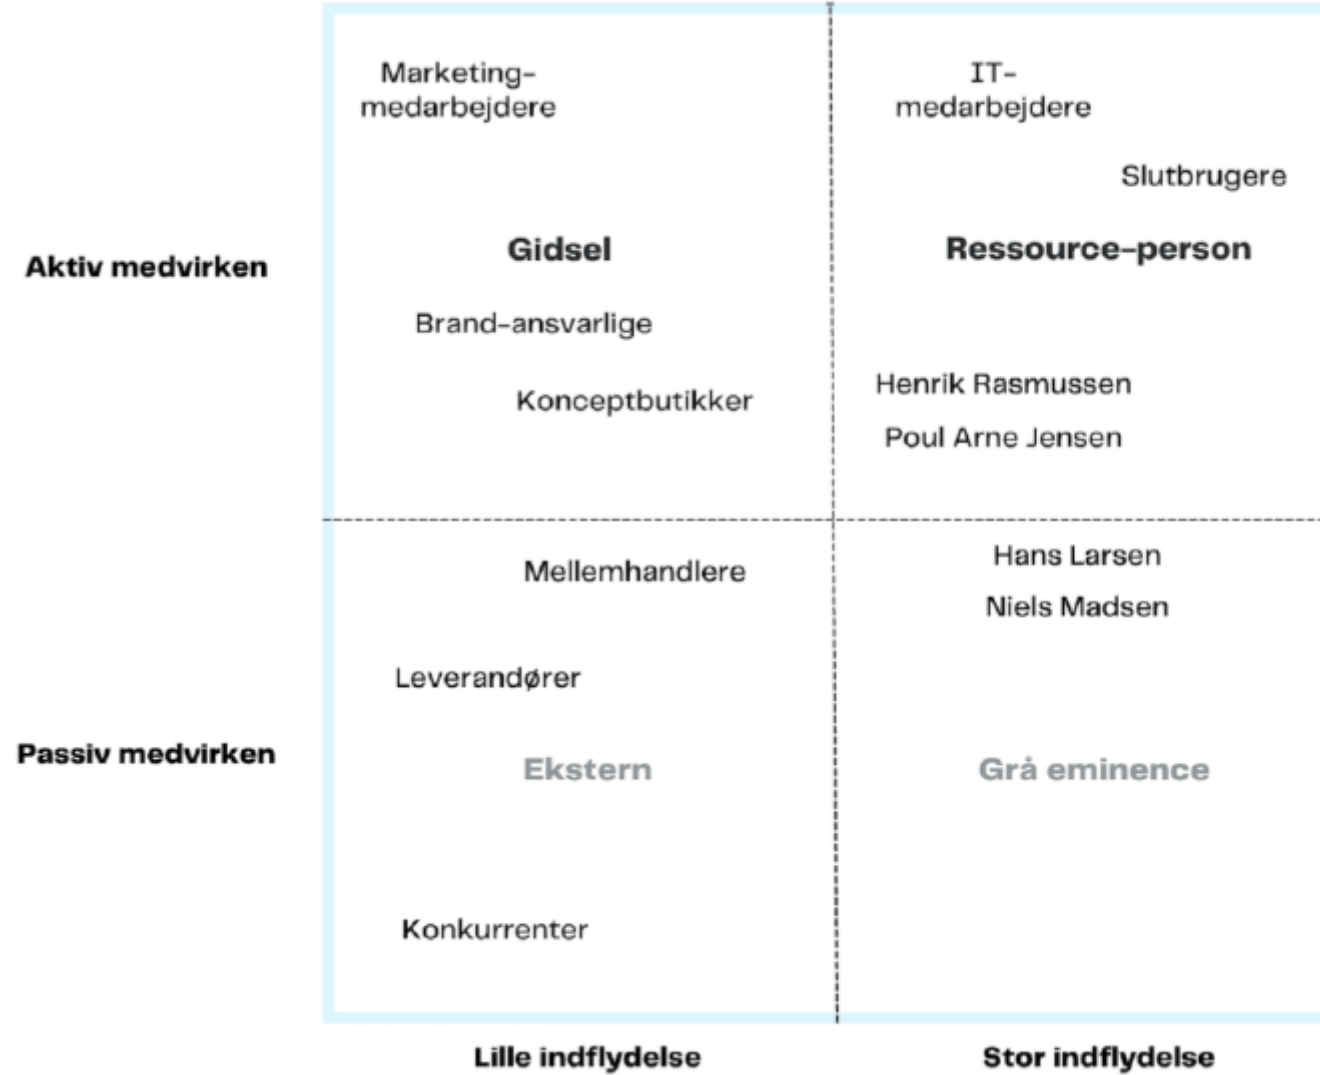 Marketing-
medarbejdere
IT-
medarbejdere
Slutbrugere
Aktiv medvirken
Gidsel
Ressource-person
Brand-ansvarlige
Konceptbutikker
Henrik Rasmussen
Poul Arne Jensen
Mellemhandlere
Hans Larsen
Niels Madsen
Leverandører
Passiv medvirken
Ekstern
Grå eminence
Konkurrenter
Lille indflydelse
Stor indflydelse